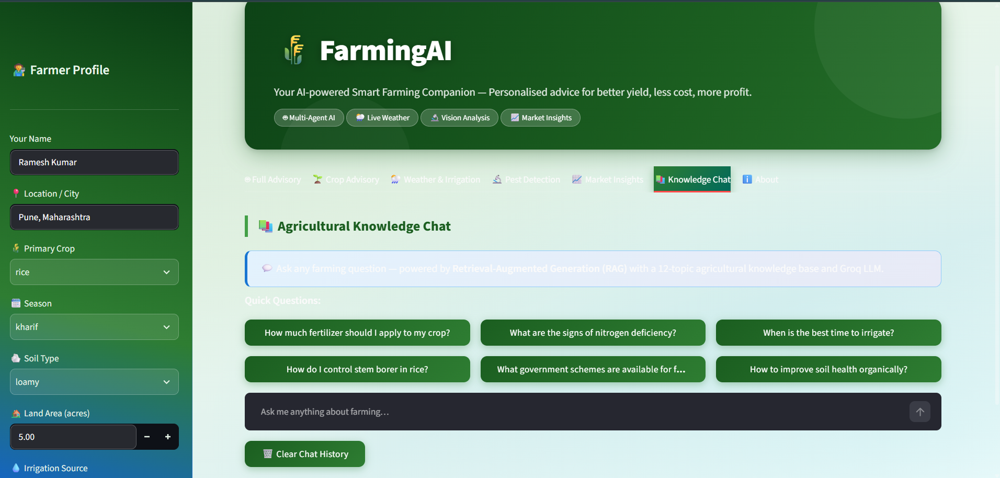 Farmer Profile
Your Name
Ramesh Kumar
Location / City
Pune, Maharashtra
Primary Crop
rice
Season
kharif
Soil Type
loamy
Land Area (acres)
5.00
Irrigation Source
FarmingAI
Your AI-powered Smart Farming Companion — Personalised advice for better yield, less cost, more profit.
Multi-Agent AI Live Weather Vision Analysis Market Insights
Full Advisory Crop Advisory Weather & Irrigation Pest Detection Market Insights Knowledge Chat About
Agricultural Knowledge Chat
Ask any farming question — powered by Retrieval-Augmented Generation (RAG) with a 12-topic agricultural knowledge base and Groq LLM.
Quick Questions:
How much fertilizer should I apply to my crop? What are the signs of nitrogen deficiency? When is the best time to irrigate?
How do I control stem borer in rice? What government schemes are available for f... How to improve soil health organically?
Ask me anything about farming...
Clear Chat History